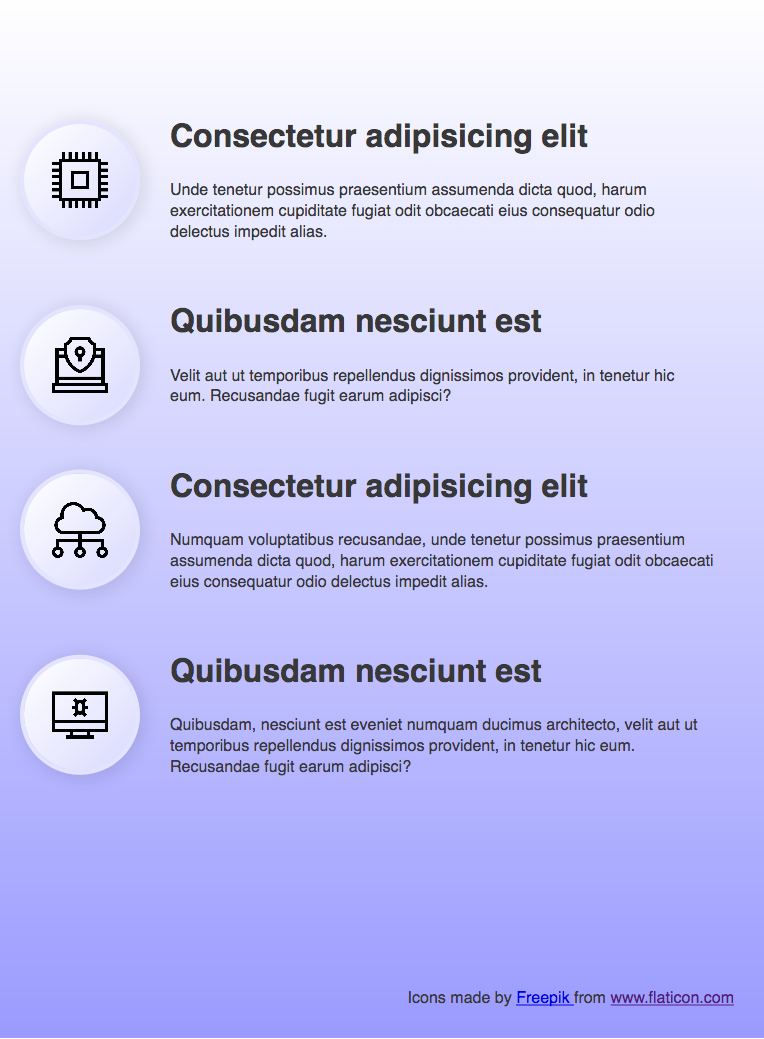 Consectetur adipisicing elit
Unde tenetur possimus praesentium assumenda dicta quod, harum
exercitationem cupiditate fugiat odit obcaecati eius consequatur odio
delectus impedit alias.
Quibusdam nesciunt est
Velit aut ut temporibus repellendus dignissimos provident, in tenetur hic
eum. Recusandae fugit earum adipisci?
Consectetur adipisicing elit
Numquam voluptatibus recusandae, unde tenetur possimus praesentium
assumenda dicta quod, harum exercitationem cupiditate fugiat odit obcaecati
eius consequatur odio delectus impedit alias.
Quibusdam nesciunt est
Quibusdam, nesciunt est eveniet numquam ducimus architecto, velit aut ut
temporibus repellendus dignissimos provident, in tenetur hic eum.
Recusandae fugit earum adipisci?
Icons made by Freepik from www.flaticon.com